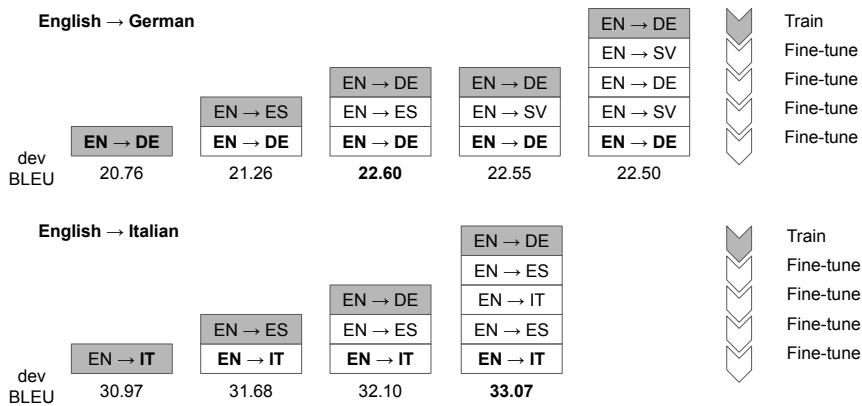 English → German
EN → DE Train
EN → SV Fine-tune
EN → DE EN → DE EN → DE Fine-tune
EN → ES EN → ES EN → SV EN → SV Fine-tune
EN → DE EN → DE EN → DE EN → DE EN → DE Fine-tune
dev BLEU 20.76 21.26 22.60 22.55 22.50
English → Italian
EN → DE Train
EN → ES Fine-tune
EN → DE EN → IT Fine-tune
EN → ES EN → ES EN → ES Fine-tune
EN → IT EN → IT EN → IT EN → IT Fine-tune
dev BLEU 30.97 31.68 32.10 33.07